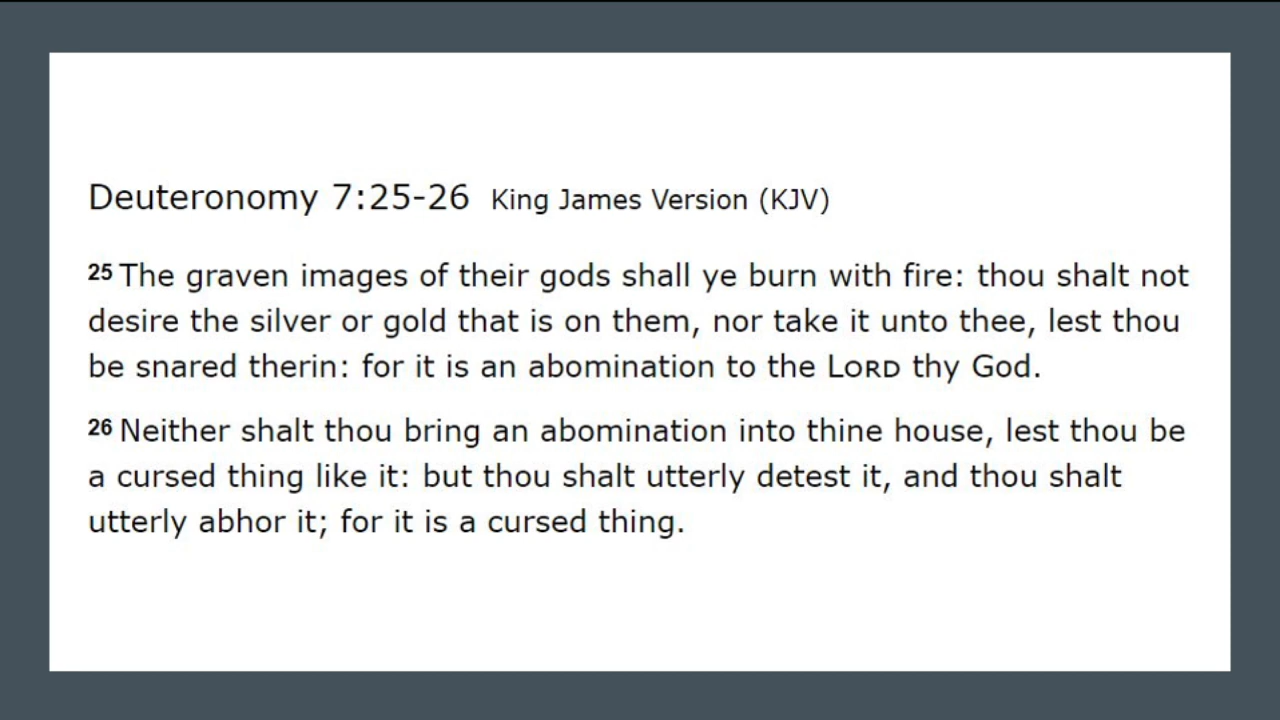 Deuteronomy 7:25-26 King James Version (KJV)
25 The graven images of their gods shall ye burn with fire: thou shalt not
desire the silver or gold that is on them, nor take it unto thee, lest thou
be snared therin: for it is an abomination to the LORD thy God.
26 Neither shalt thou bring an abomination into thine house, lest thou be
a cursed thing like it: but thou shalt utterly detest it, and thou shalt
utterly abhor it; for it is a cursed thing.